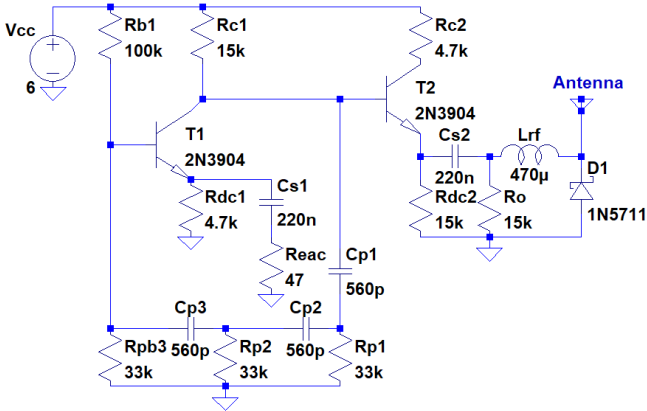 Vcc
6
Rb1
100k
Rc1
15k
Rc2
4.7k
T1
2N3904
T2
2N3904
Antenna
Rdc1
4.7k
Cs1
220n
Reac
47
Cs2
220n
Lrf
470µ
D1
1N5711
Rdc2
15k
Ro
15k
Cp1
560p
Cp3
560p
Cp2
560p
Rpb3
33k
Rp2
33k
Rp1
33k